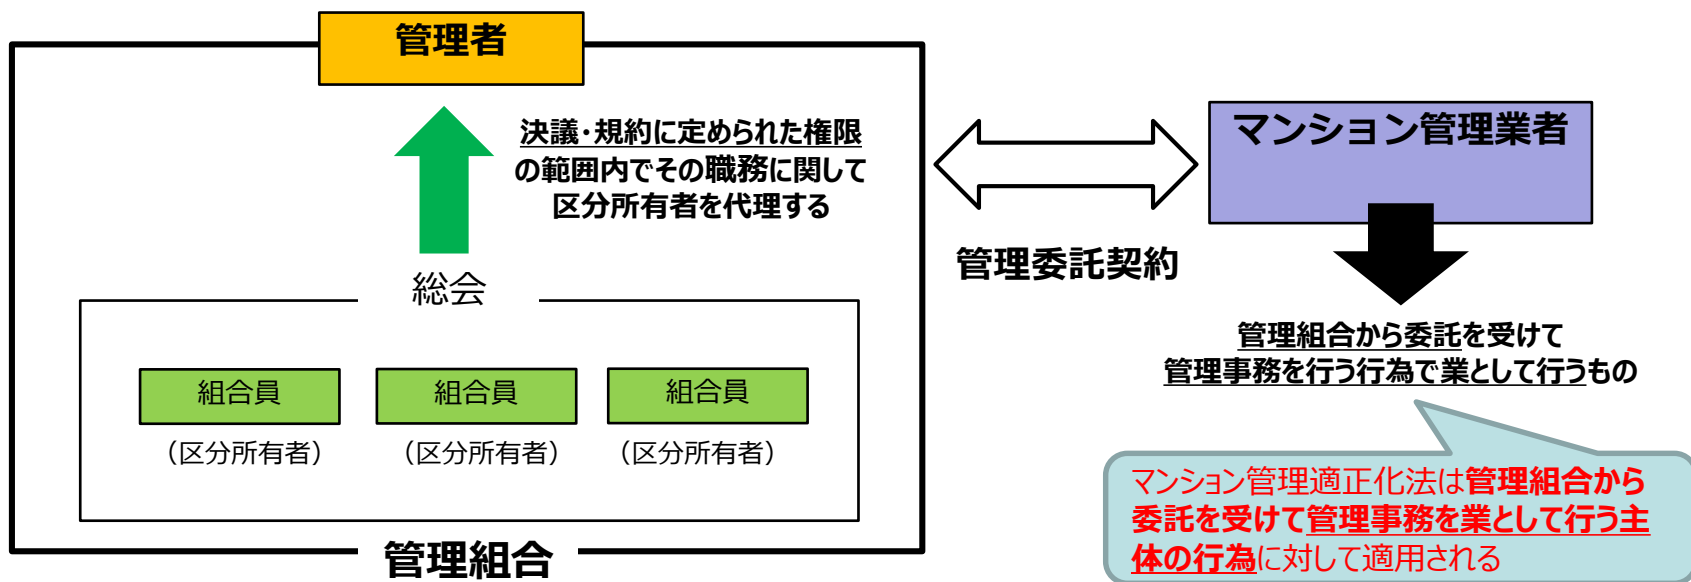 管理者
決議・規約に定められた権限
の範囲内でその職務に関して
区分所有者を代理する
総会
組合員
組合員
組合員
（区分所有者）
（区分所有者）
（区分所有者）
管理組合
管理委託契約
マンション管理業者
管理組合から委託を受けて
管理事務を行う行為で業として行うもの
マンション管理適正化法は管理組合から
委託を受けて管理事務を業として行う主
体の行為に対して適用される